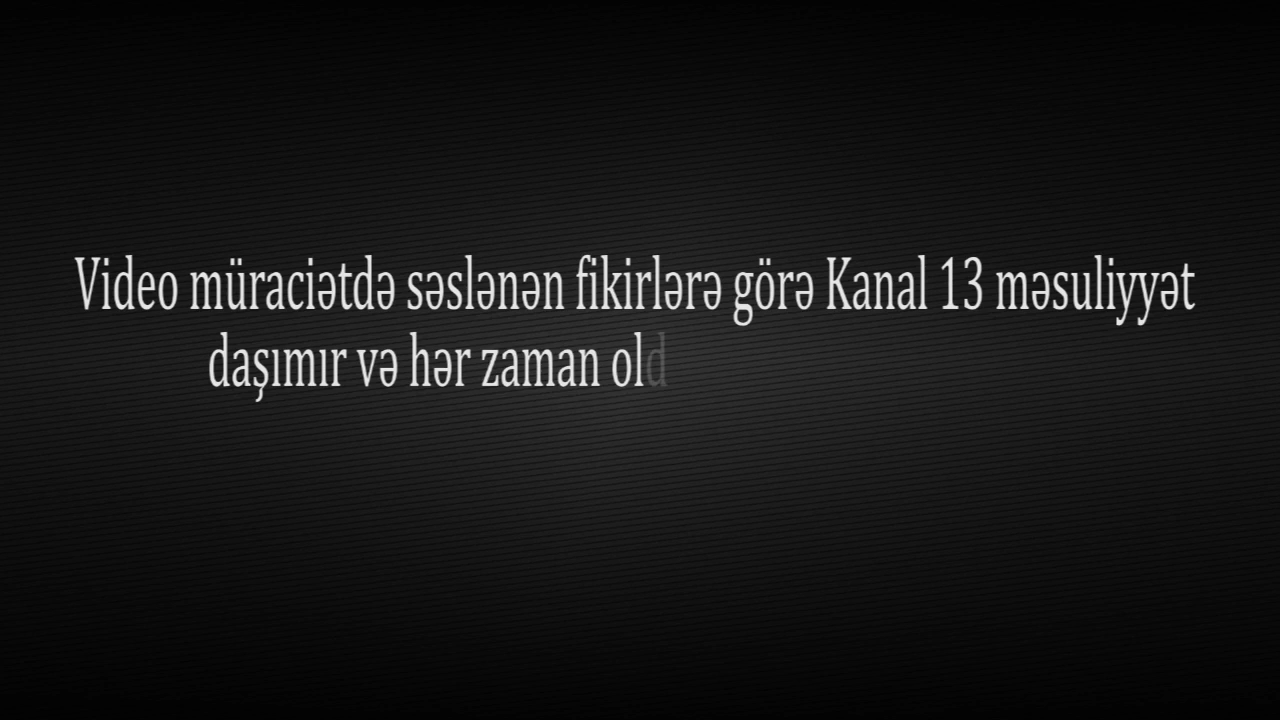 Video müraciətdə səslənən fikirlərə görə Kanal 13 məsuliyyət
daşımır və hər zaman old